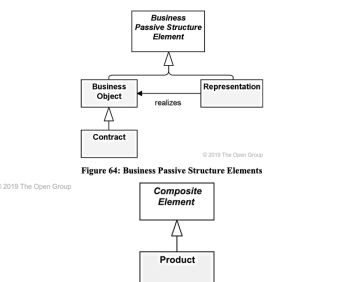 Business
Passive Structure
Element
Business
Object
Representation
realizes
Contract
© 2019 The Open Group
Figure 64: Business Passive Structure Elements
2019 The Open Group
Composite
Element
Product